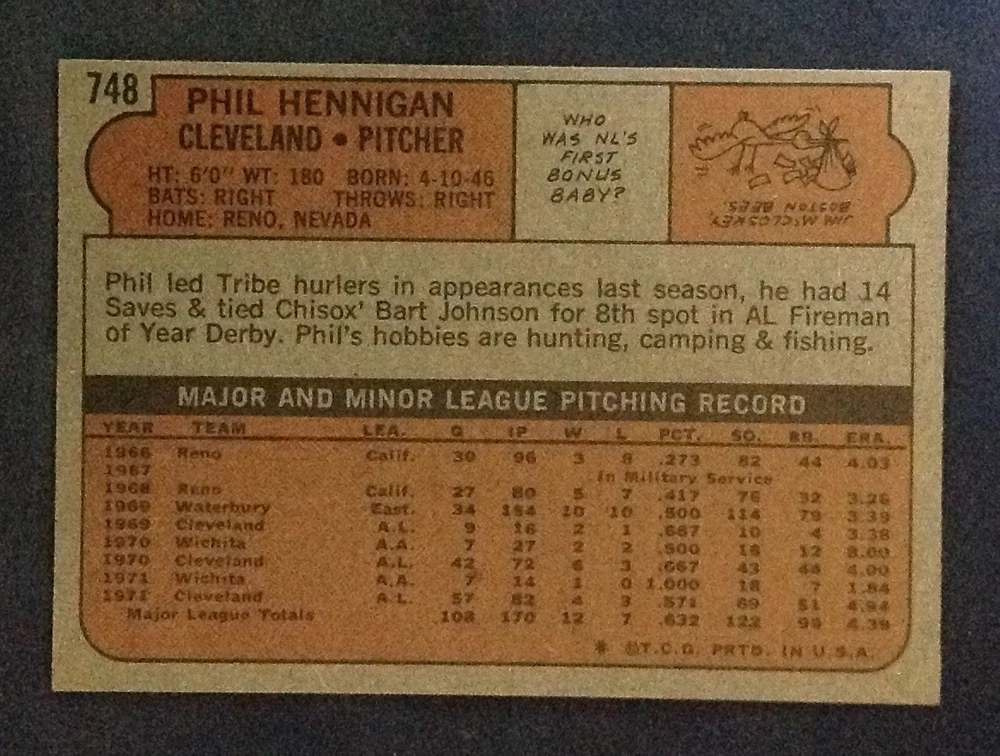 748
PHIL HENNIGAN
CLEVELAND • PITCHER
HT: 6'0" WT: 180 BORN: 4-10-46
BATS: RIGHT THROWS: RIGHT
HOME: RENO, NEVADA
WHO
WAS NL'S
FIRST
BONUS
BABY?
JIM McCLOSKEY,
BOSTON BEES.
Phil led Tribe hurlers in appearances last season, he had 14
Saves & tied Chisox' Bart Johnson for 8th spot in AL Fireman
of Year Derby. Phil's hobbies are hunting, camping & fishing.
MAJOR AND MINOR LEAGUE PITCHING RECORD
YEAR TEAM LEA. G IP W L PCT. SO. BB. ERA.
1966 Reno Calif. 30 96 3 8 .273 82 44 4.03
1967 In Military Service
1968 Reno Calif. 27 80 5 7 .417 76 32 3.26
1969 Waterbury East. 34 154 10 10 .500 114 79 3.39
1969 Cleveland A.L. 9 16 2 1 .667 10 4 3.38
1970 Wichita A.A. 7 27 2 2 .500 18 12 8.00
1970 Cleveland A.L. 42 72 6 3 .667 43 44 4.00
1971 Wichita A.A. 7 14 1 0 1.000 18 7 1.84
1971 Cleveland A.L. 57 82 4 3 .571 69 51 4.94
Major League Totals 108 170 12 7 .632 122 99 4.39
* ©T.C.G. PRTD. IN U.S.A.